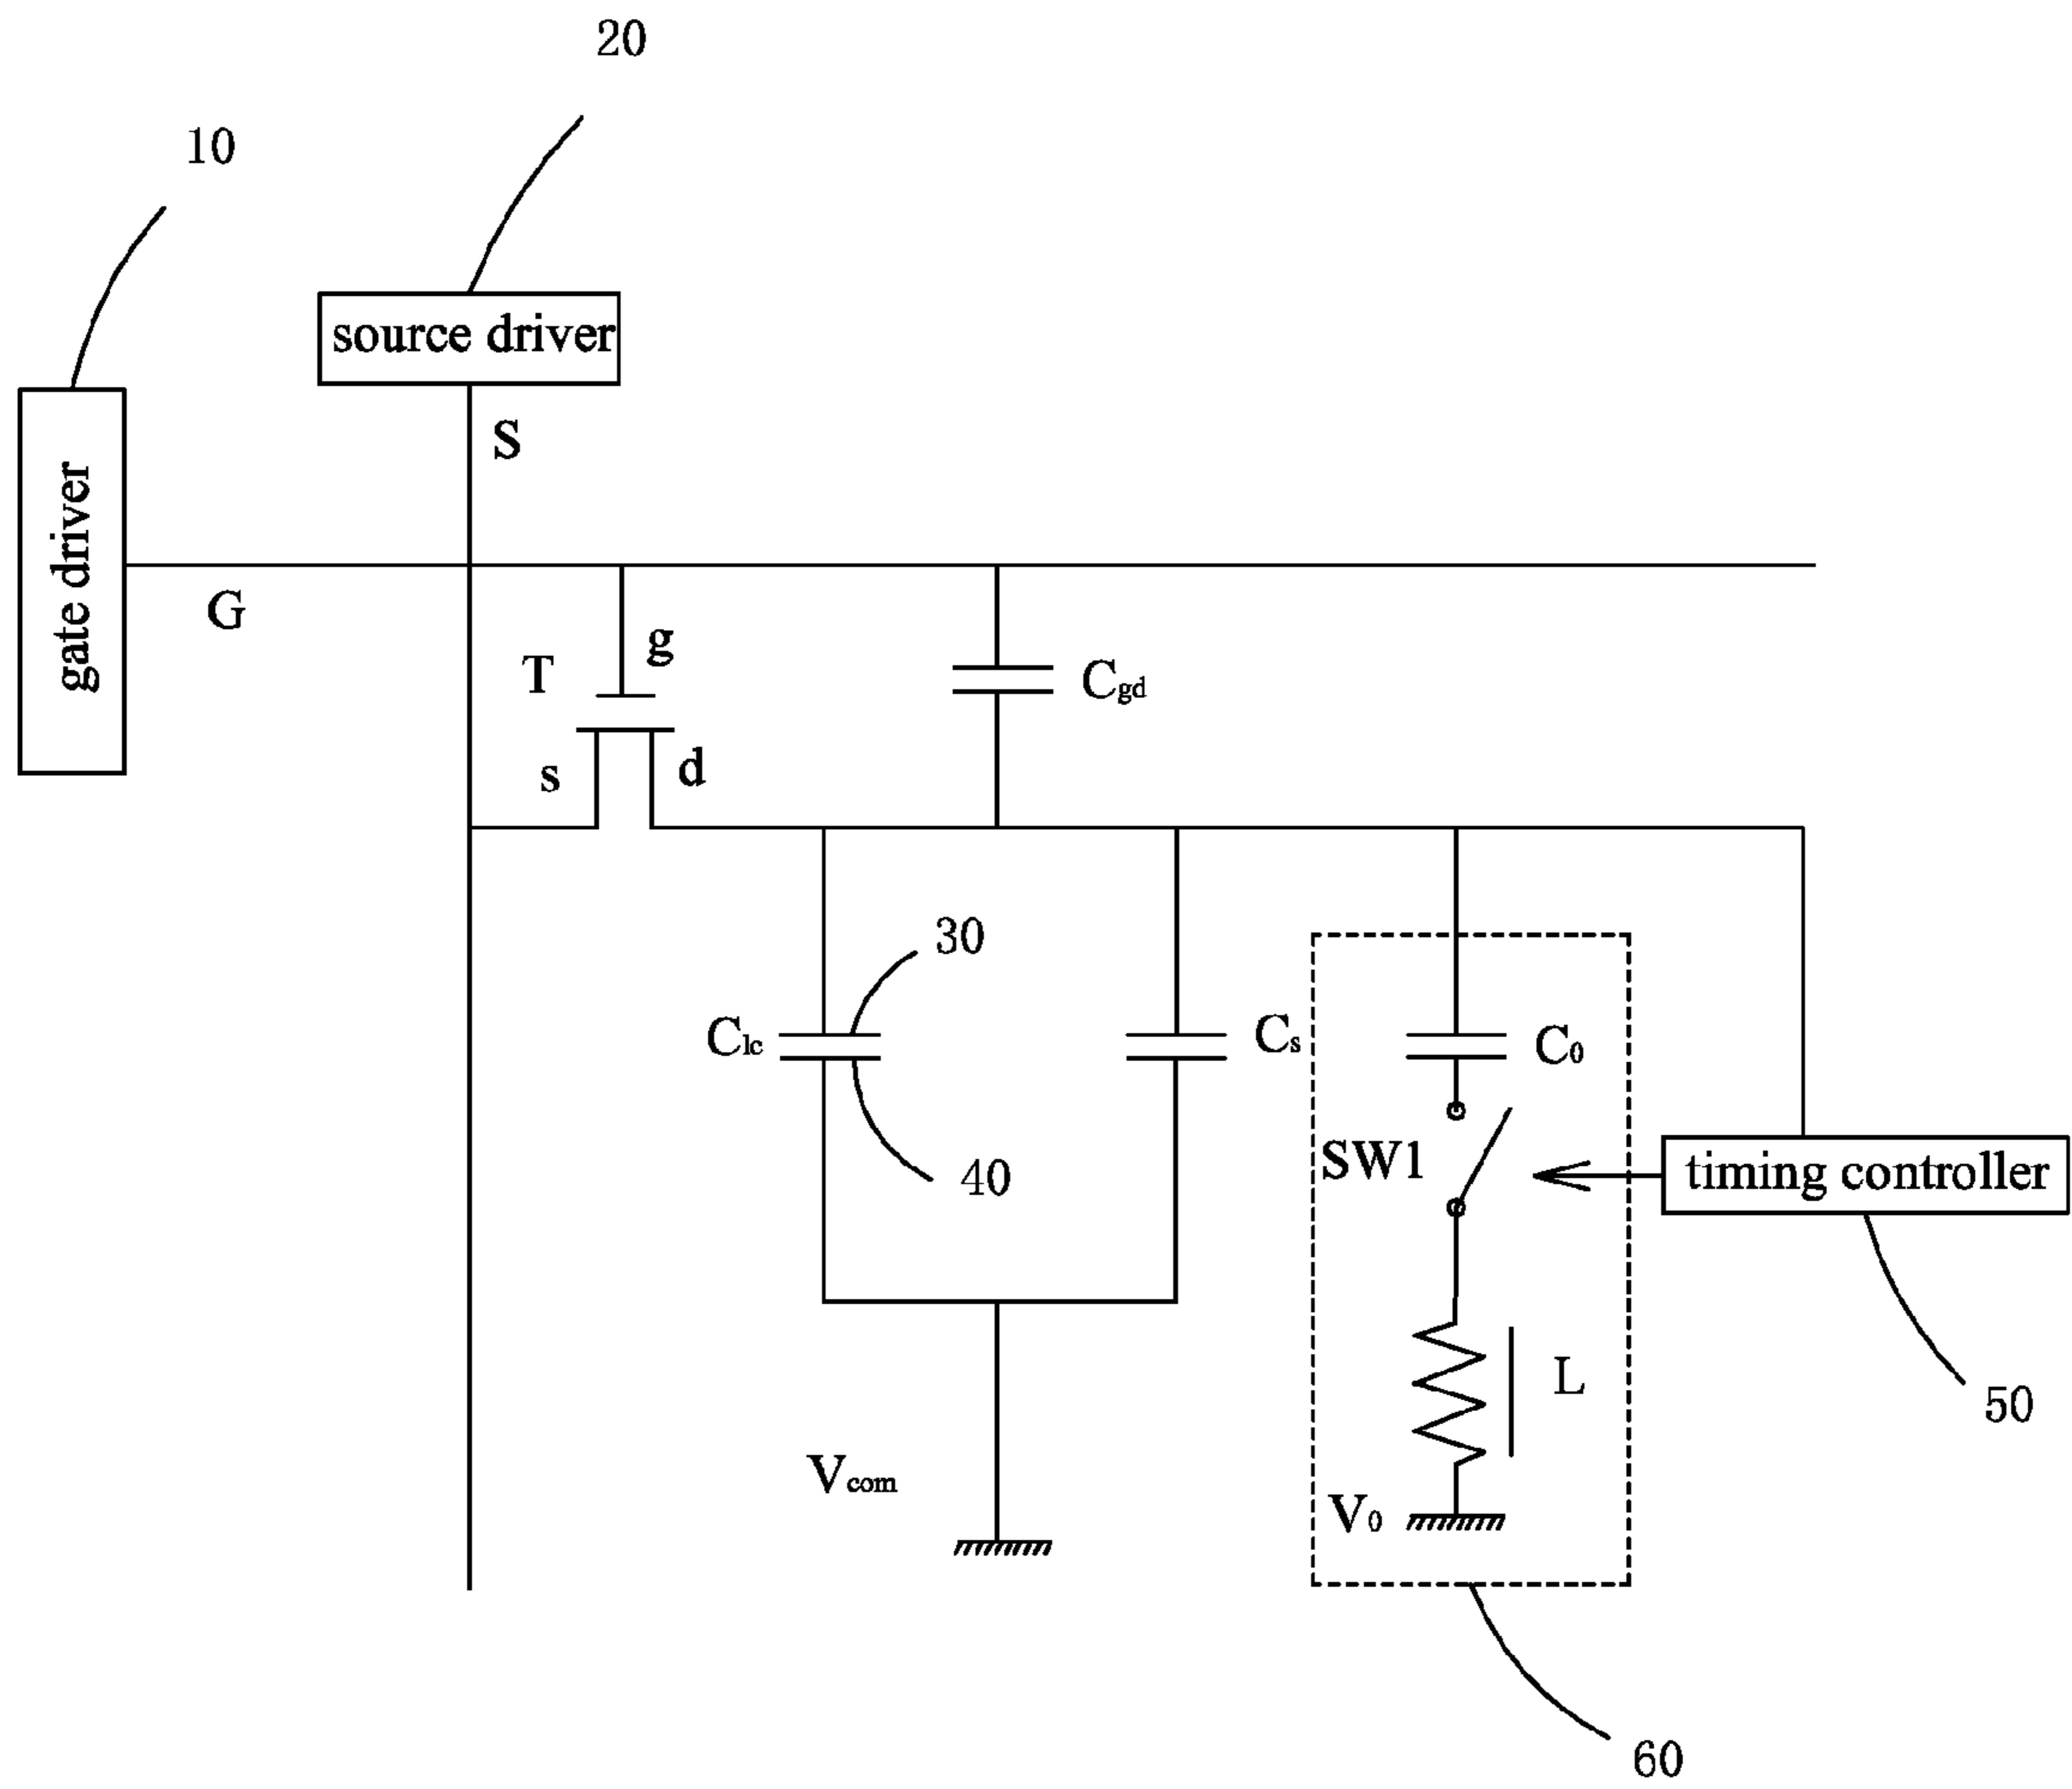 20
10
source driver
S
gate driver
G
T
g
Cgd
s
d
30
Clc
Cs
C0
40
SW1
timing controller
L
50
Vcom
V0
60